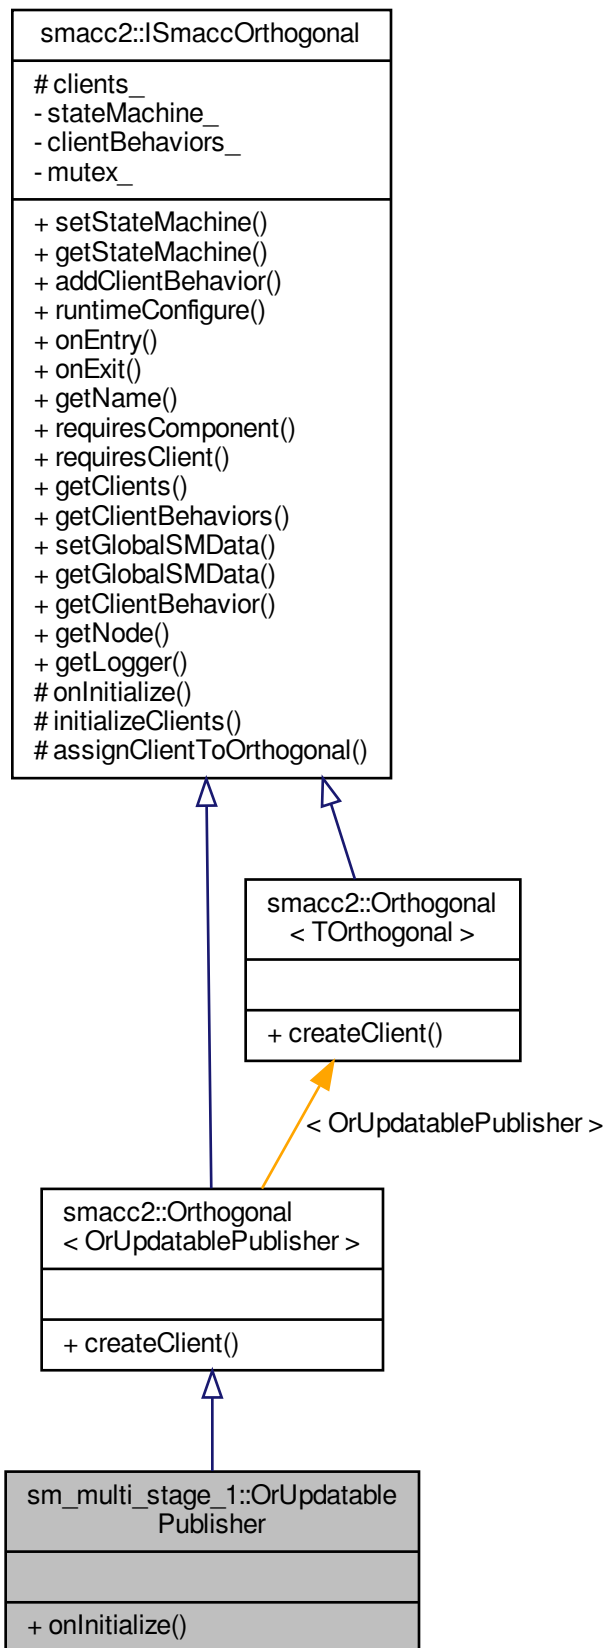 smacc2::ISmaccOrthogonal
# clients_
- stateMachine_
- clientBehaviors_
- mutex_
+ setStateMachine()
+ getStateMachine()
+ addClientBehavior()
+ runtimeConfigure()
+ onEntry()
+ onExit()
+ getName()
+ requiresComponent()
+ requiresClient()
+ getClients()
+ getClientBehaviors()
+ setGlobalSMData()
+ getGlobalSMData()
+ getClientBehavior()
+ getNode()
+ getLogger()
# onInitialize()
# initializeClients()
# assignClientToOrthogonal()
smacc2::Orthogonal
< TOrthogonal >
+ createClient()
< OrUpdatablePublisher >
smacc2::Orthogonal
< OrUpdatablePublisher >
+ createClient()
sm_multi_stage_1::OrUpdatable
Publisher
+ onInitialize()